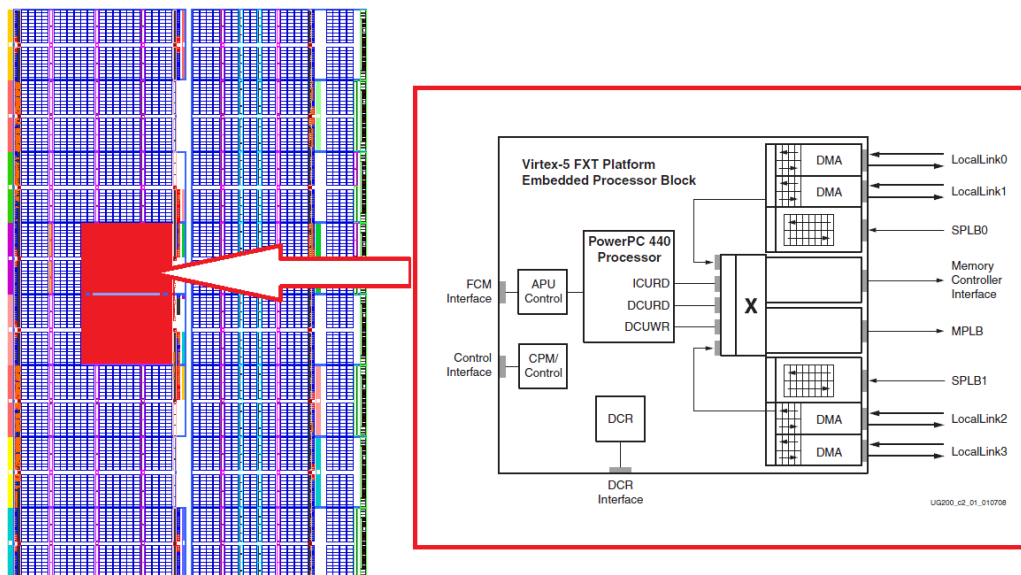 Virtex-5 FXT Platform
Embedded Processor Block
DMA
LocalLink0
DMA
LocalLink1
SPLB0
PowerPC 440
Processor
FCM
Interface
APU
Control
ICURD
DCURD
DCUWR
X
Memory
Controller
Interface
MPLB
Control
Interface
CPM/
Control
SPLB1
DCR
DMA
LocalLink2
DMA
LocalLink3
DCR
Interface
UG200_c2_01_010708